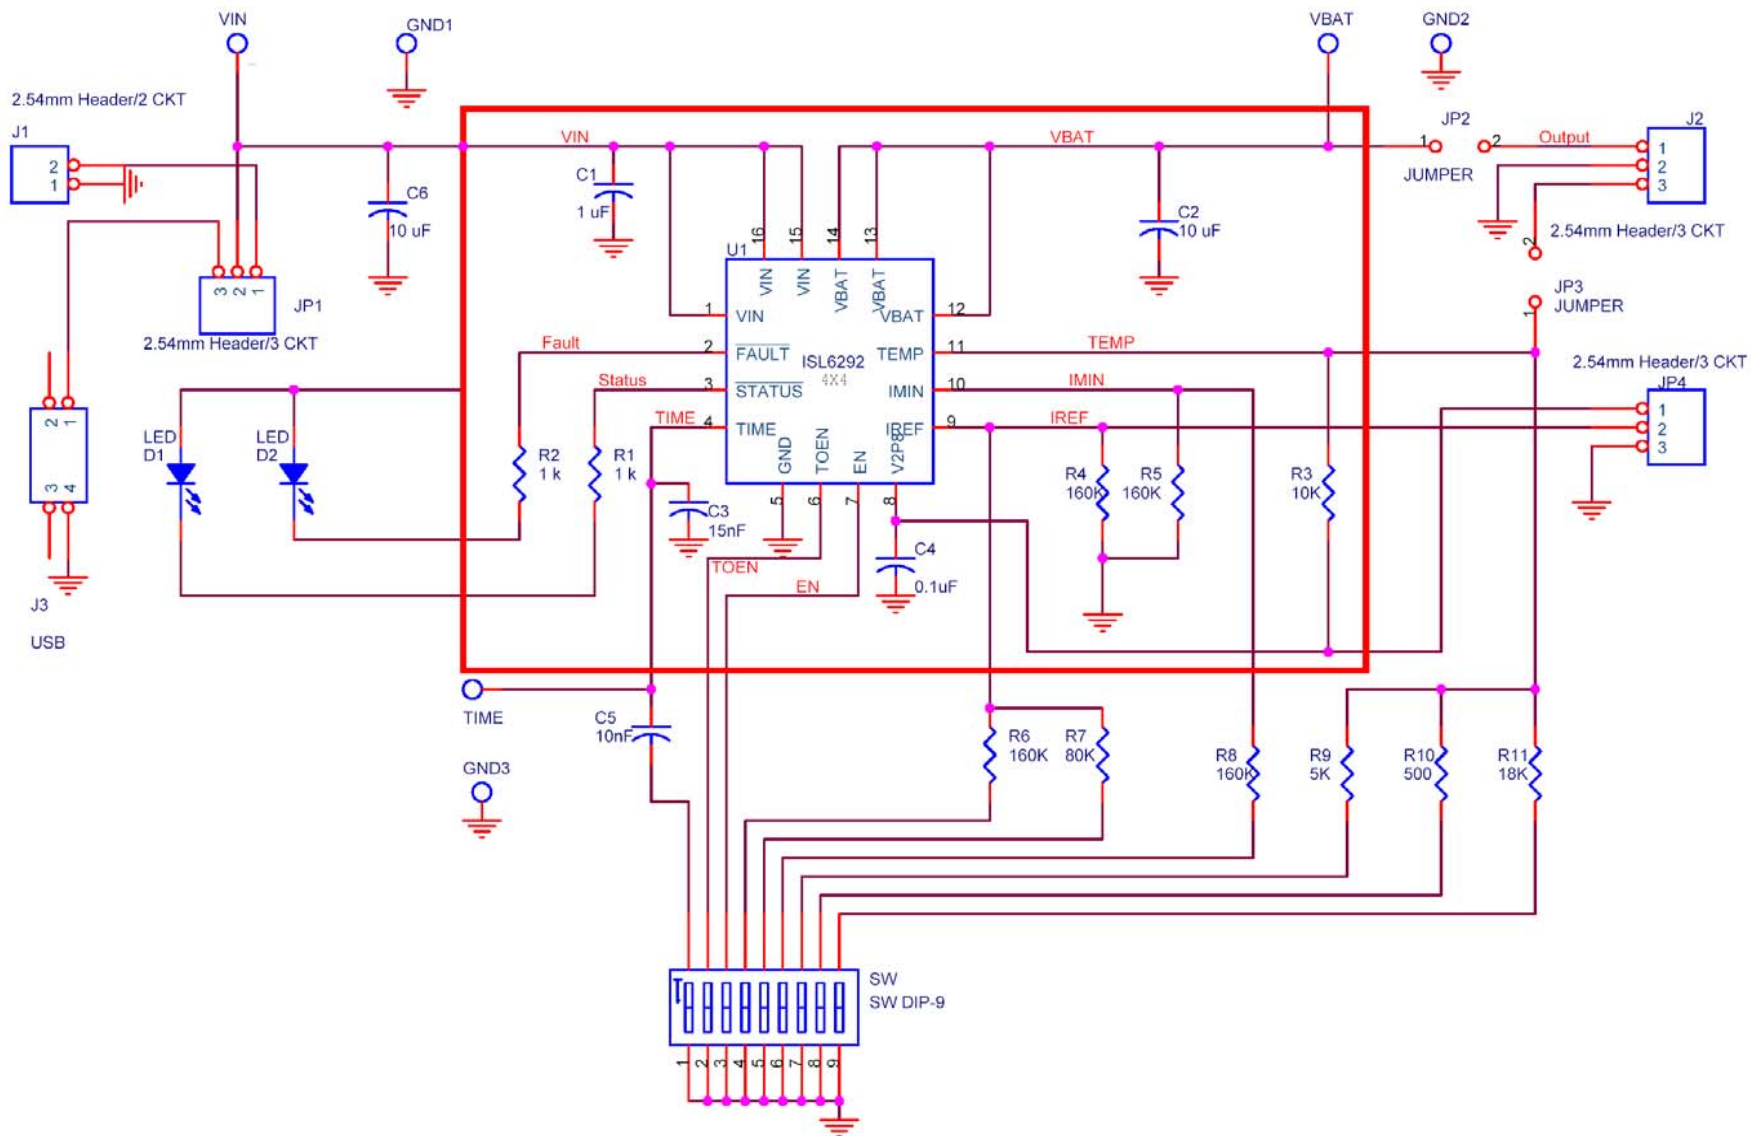 VIN
GND1
VBAT
GND2
2.54mm Header/2 CKT
J1
2
1
VIN
VBAT
JP2
1
2
Output
JUMPER
J2
1
2
3
2.54mm Header/3 CKT
C6
10 uF
C1
1 uF
C2
10 uF
3
2
1
JP1
2.54mm Header/3 CKT
2
JP3
JUMPER
1
U1
16
15
14
13
VIN
VIN
VBAT
VBAT
1
VIN
VBAT
12
Fault
2
FAULT
ISL6292
4X4
TEMP
11
TEMP
Status
3
STATUS
IMIN
10
IMIN
TIME
4
TIME
IREF
9
IREF
GND
TOEN
EN
V2P8
5
6
7
8
2.54mm Header/3 CKT
JP4
1
2
3
2
1
3
4
J3
USB
LED
D1
LED
D2
R2
1 k
R1
1 k
C3
15nF
TOEN
EN
C4
0.1uF
R4
160K
R5
160K
R3
10K
TIME
C5
10nF
GND3
R6
160K
R7
80K
R8
160K
R9
5K
R10
500
R11
18K
SW
SW DIP-9
1
2
3
4
5
6
7
8
9